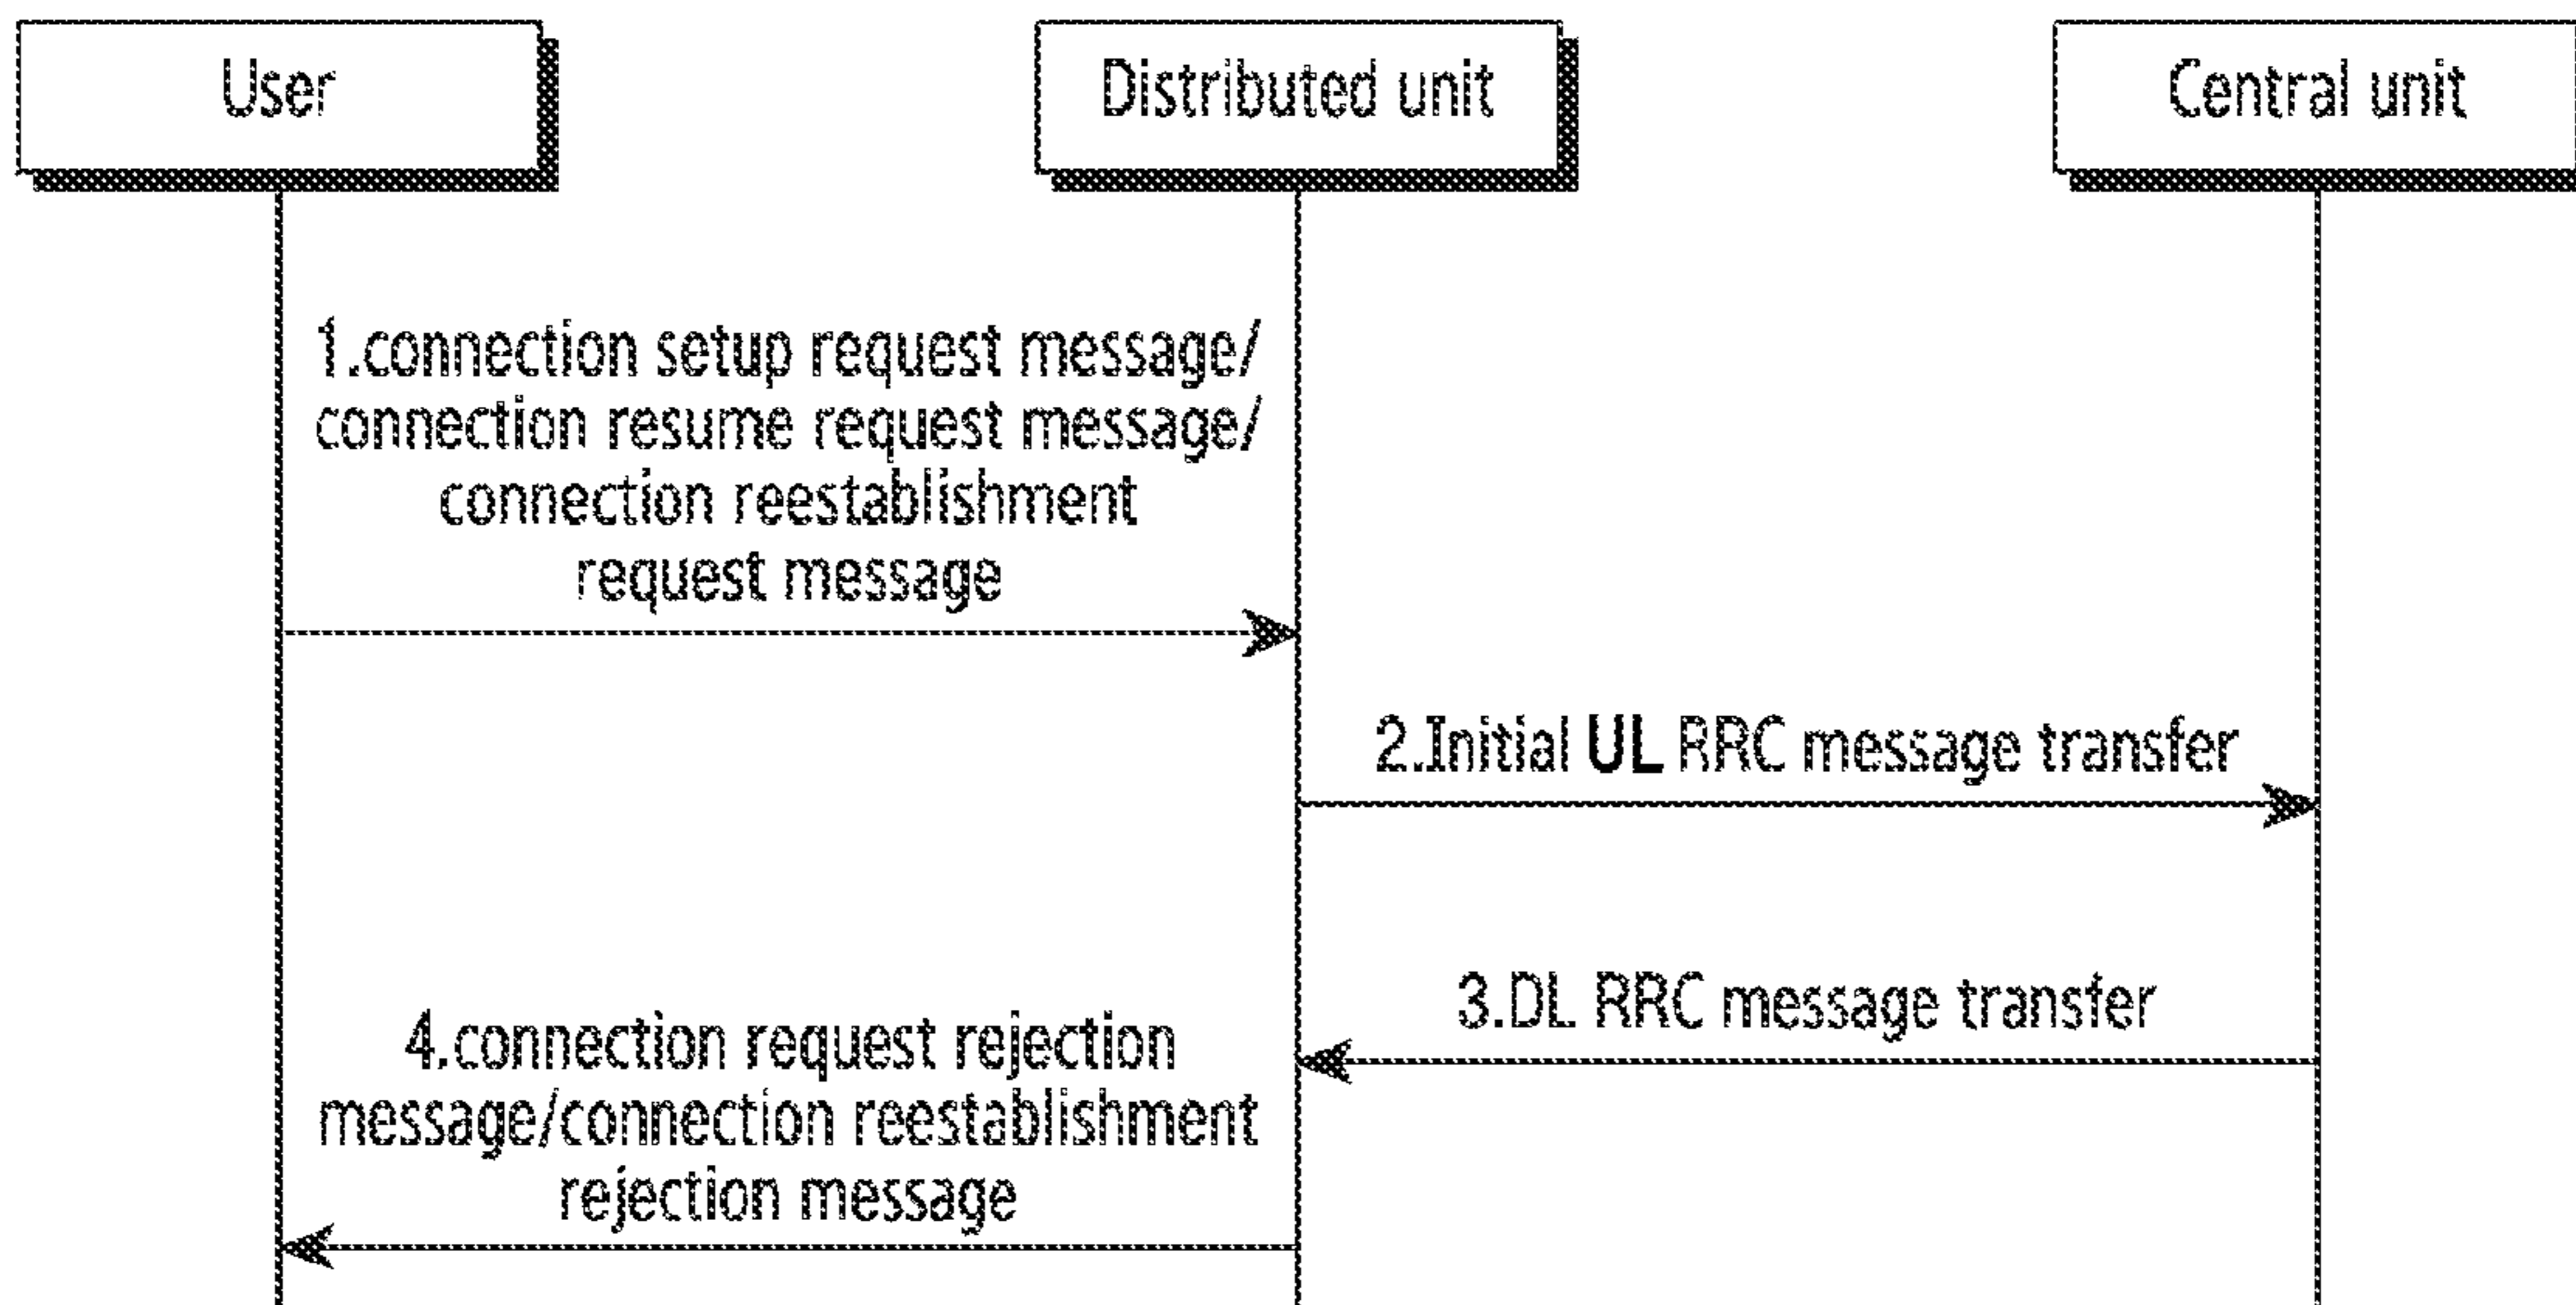 User
Distributed unit
Central unit
1.connection setup request message/
connection resume request message/
connection reestablishment
request message
2.Initial UL RRC message transfer
3.DL RRC message transfer
4.connection request rejection
message/connection reestablishment
rejection message